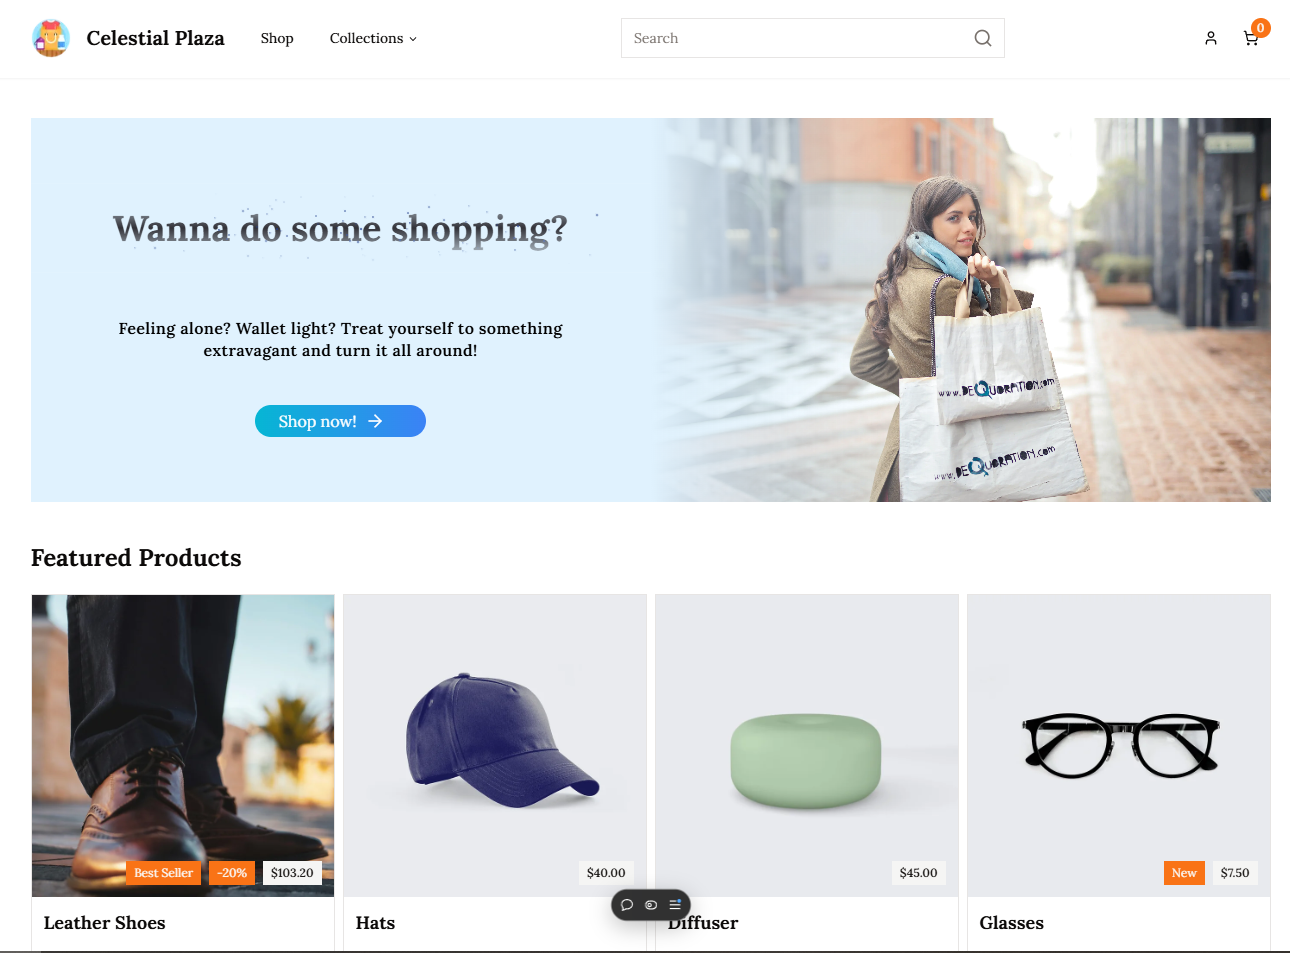 Celestial Plaza
Shop
Collections
Search
0
Wanna do some shopping?
Feeling alone? Wallet light? Treat yourself to something
extravagant and turn it all around!
Shop now!
www.DEQUORATION.com
www.DEQUORATION.com
Featured Products
Best Seller
-20%
$103.20
$40.00
$45.00
New
$7.50
Leather Shoes
Hats
Diffuser
Glasses